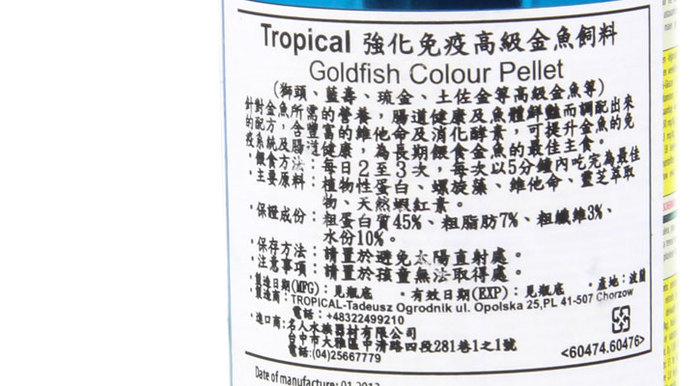 Tropical 強化免疫高級金魚飼料
Goldfish Colour Pellet
(獅頭、藍壽、琉金、土佐金等高級金魚等)
針對金魚所需的營養，腸道健康及魚體鮮豔而調配出來
的配方，含豐富的維他命及消化酵素，可提升金魚的免
疫系統及腸道健康，為長期餵食金魚的最佳主食。
・餵食方法：每日2至3次，每次以5分鐘內吃完為最佳
・主要原料：植物性蛋白、螺旋藻、維他命、靈芝萃取
物、天然蝦紅素。
・保證成份：粗蛋白質45%、粗脂肪7%、粗纖維3%、
水份10%。
・保存方法：請置於避免太陽直射處。
・注意事項：請置於孩童無法取得處。
・製造日期(MFG)：見瓶底 ・有效日期(EXP)：見瓶底 ・產地：波蘭
・製造商：TROPICAL-Tadeusz Ogrodnik ul. Opolska 25,PL 41-507 Chorzow
電話：+48322499210
・進口商：名人水族器材有限公司
台中市大雅區中清路四段281巷1之1號
電話:(04)25667779
<60474.60476>
Date of manufacture: 01.2013